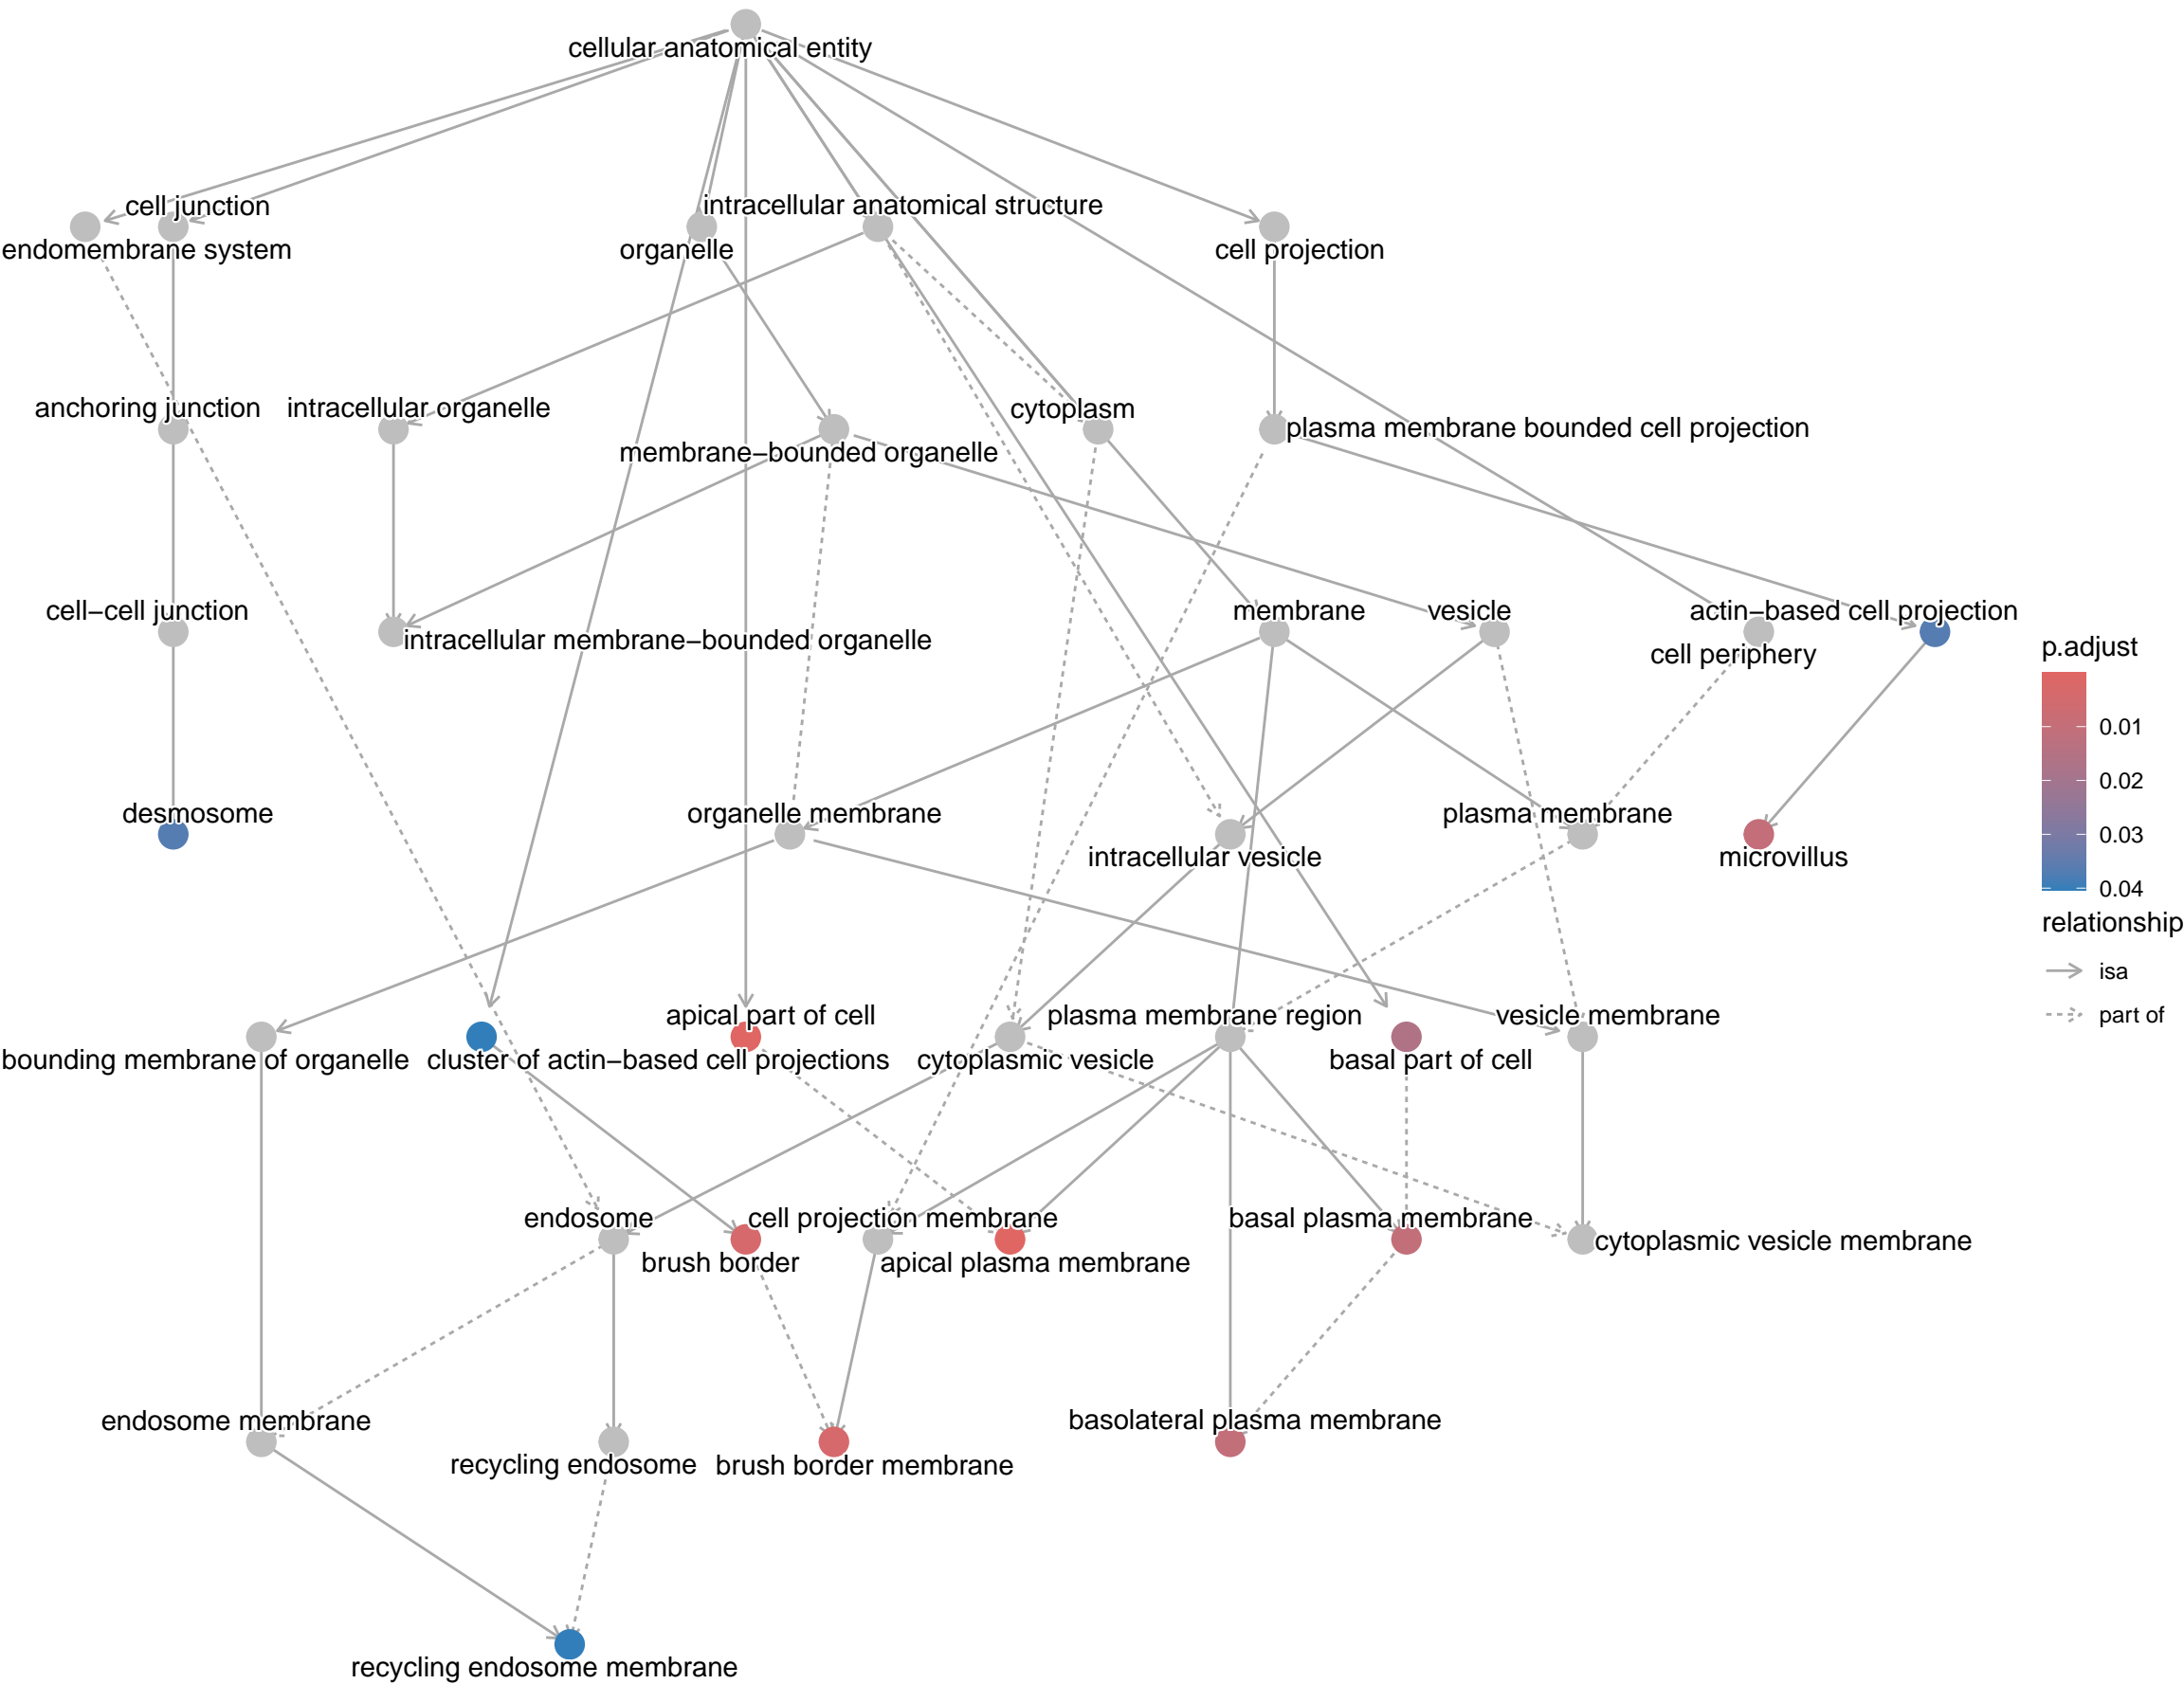 cellular anatomical entity
cell junction
intracellular anatomical structure
endomembrane system
organelle
cell projection
anchoring junction
intracellular organelle
cytoplasm
plasma membrane bounded cell projection
membrane−bounded organelle
cell−cell junction
membrane
vesicle
actin−based cell projection
intracellular membrane−bounded organelle
cell periphery
p.adjust
0.01
0.02
0.03
0.04
desmosome
organelle membrane
plasma membrane
intracellular vesicle
microvillus
relationship
isa
part of
apical part of cell
plasma membrane region
vesicle membrane
bounding membrane of organelle
cluster of actin−based cell projections
cytoplasmic vesicle
basal part of cell
endosome
cell projection membrane
basal plasma membrane
cytoplasmic vesicle membrane
brush border
apical plasma membrane
endosome membrane
basolateral plasma membrane
recycling endosome
brush border membrane
recycling endosome membrane